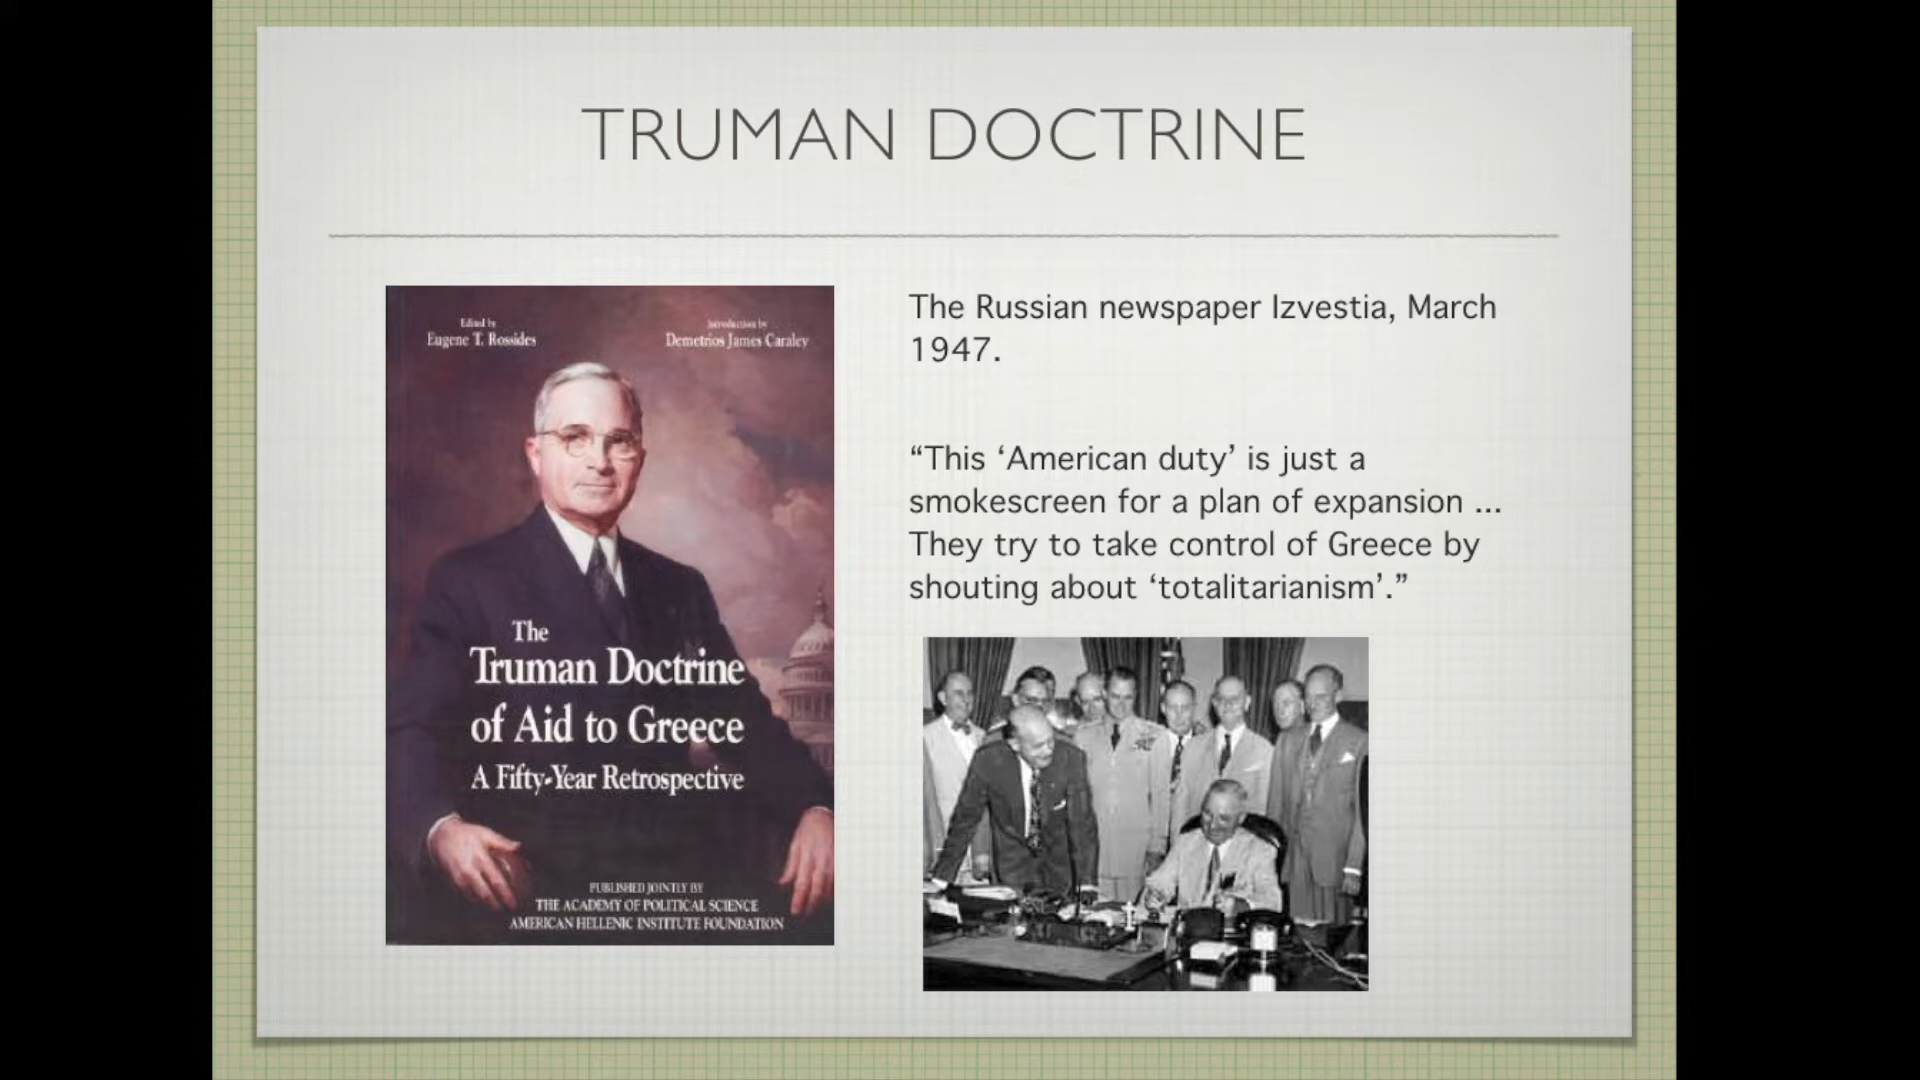 TRUMAN DOCTRINE
Edited by
Eugene T. Rossides
Introduction by
Demetrios James Caraley
The
Truman Doctrine
of Aid to Greece
A Fifty-Year Retrospective
PUBLISHED JOINTLY BY
THE ACADEMY OF POLITICAL SCIENCE
AMERICAN HELLENIC INSTITUTE FOUNDATION
The Russian newspaper Izvestia, March
1947.
“This ‘American duty’ is just a
smokescreen for a plan of expansion ...
They try to take control of Greece by
shouting about ‘totalitarianism’.”